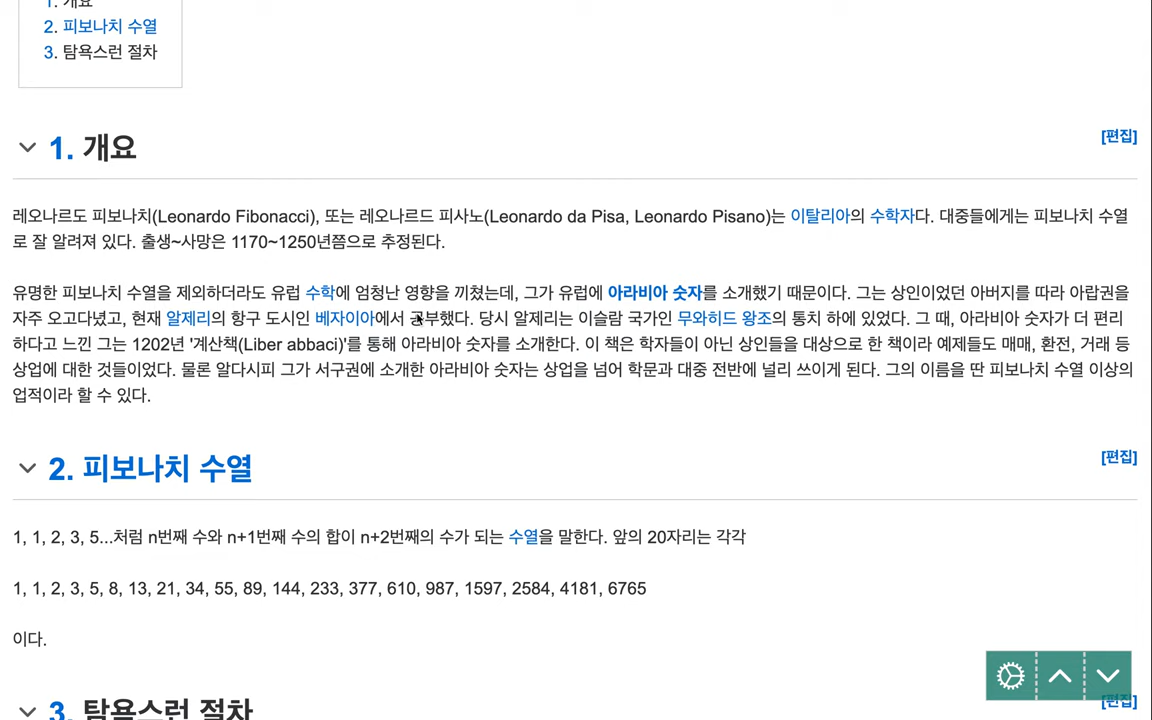 1. 개요
2. 피보나치 수열
3. 탐욕스런 절차
1. 개요
[편집]
레오나르도 피보나치(Leonardo Fibonacci), 또는 레오나르드 피사노(Leonardo da Pisa, Leonardo Pisano)는 이탈리아의 수학자다. 대중들에게는 피보나치 수열
로 잘 알려져 있다. 출생~사망은 1170~1250년쯤으로 추정된다.
유명한 피보나치 수열을 제외하더라도 유럽 수학에 엄청난 영향을 끼쳤는데, 그가 유럽에 아라비아 숫자를 소개했기 때문이다. 그는 상인이었던 아버지를 따라 아랍권을
자주 오고다녔고, 현재 알제리의 항구 도시인 베자이아에서 공부했다. 당시 알제리는 이슬람 국가인 무와히드 왕조의 통치 하에 있었다. 그 때, 아라비아 숫자가 더 편리
하다고 느낀 그는 1202년 '계산책(Liber abbaci)'를 통해 아라비아 숫자를 소개한다. 이 책은 학자들이 아닌 상인들을 대상으로 한 책이라 예제들도 매매, 환전, 거래 등
상업에 대한 것들이었다. 물론 알다시피 그가 서구권에 소개한 아라비아 숫자는 상업을 넘어 학문과 대중 전반에 널리 쓰이게 된다. 그의 이름을 딴 피보나치 수열 이상의
업적이라 할 수 있다.
2. 피보나치 수열
[편집]
1, 1, 2, 3, 5...처럼 n번째 수와 n+1번째 수의 합이 n+2번째의 수가 되는 수열을 말한다. 앞의 20자리는 각각
1, 1, 2, 3, 5, 8, 13, 21, 34, 55, 89, 144, 233, 377, 610, 987, 1597, 2584, 4181, 6765
이다.
3. 탐욕스런 절차
[편집]